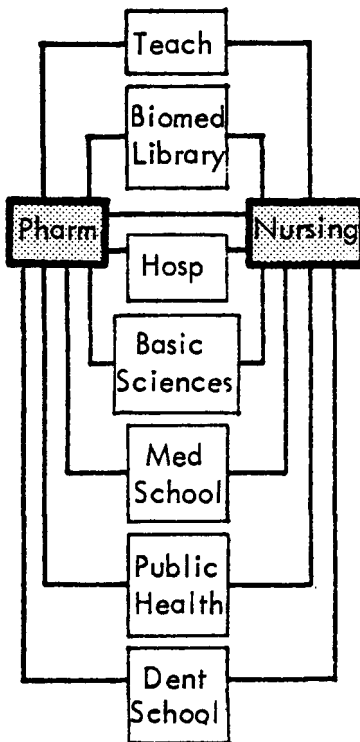 Teach
Biomed
Library
Pharm
Nursing
Hosp
Basic
Sciences
Med
School
Public
Health
Dent
School